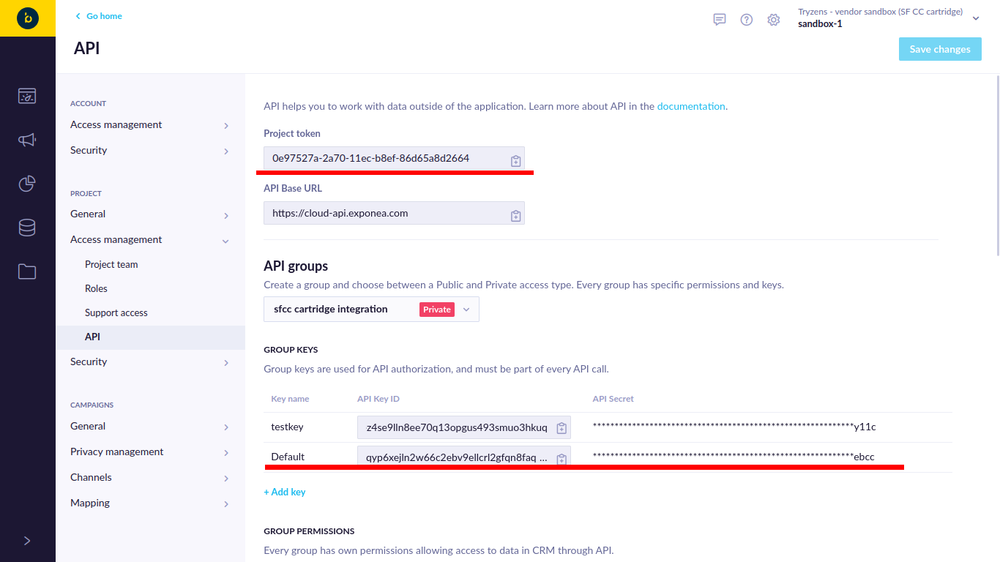 Go home
Tryzens - vendor sandbox (SF CC cartridge)
sandbox-1
API
Save changes
ACCOUNT
Access management
Security
PROJECT
General
Access management
Project team
Roles
Support access
API
Security
CAMPAIGNS
General
Privacy management
Channels
Mapping
API helps you to work with data outside of the application. Learn more about API in the documentation.
Project token
0e97527a-2a70-11ec-b8ef-86d65a8d2664
API Base URL
https://cloud-api.exponea.com
API groups
Create a group and choose between a Public and Private access type. Every group has specific permissions and keys.
sfcc cartridge integration Private
GROUP KEYS
Group keys are used for API authorization, and must be part of every API call.
Key name API Key ID API Secret
testkey z4se9lln8ee70q13opgus493smuo3hkuq ************************************************************y11c
Default qyp6xejln2w66c2ebv9ellcrl2gfqn8faq ... ************************************************************ebcc
+ Add key
GROUP PERMISSIONS
Every group has own permissions allowing access to data in CRM through API.